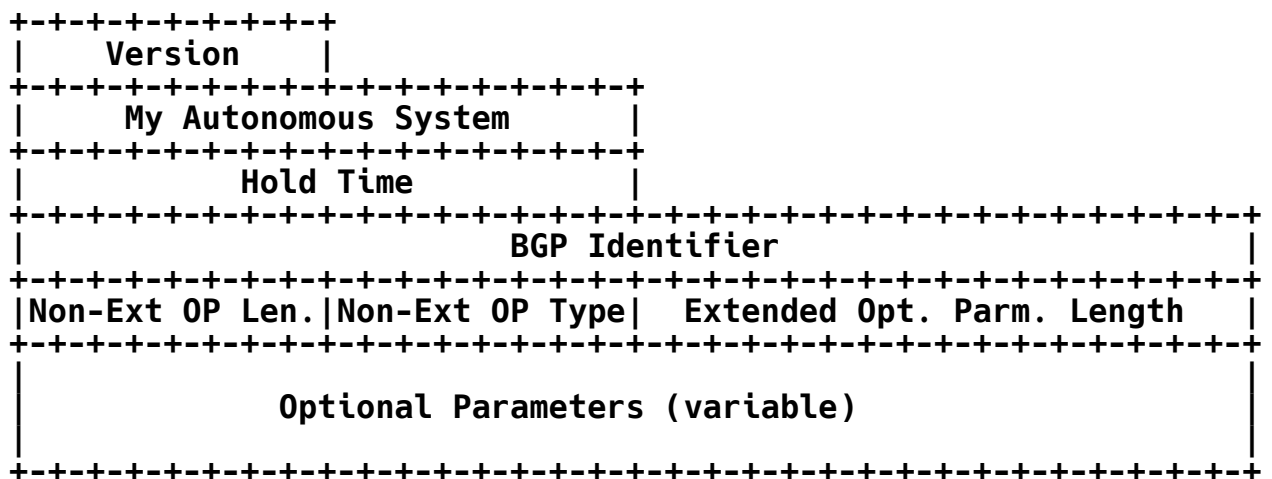 +-+-+-+-+-+-+-+-+
|    Version    |
+-+-+-+-+-+-+-+-+-+-+-+-+-+-+-+-+
|     My Autonomous System      |
+-+-+-+-+-+-+-+-+-+-+-+-+-+-+-+-+
|           Hold Time           |
+-+-+-+-+-+-+-+-+-+-+-+-+-+-+-+-+-+-+-+-+-+-+-+-+-+-+-+-+-+-+-+-+
|                         BGP Identifier                        |
+-+-+-+-+-+-+-+-+-+-+-+-+-+-+-+-+-+-+-+-+-+-+-+-+-+-+-+-+-+-+-+-+
|Non-Ext OP Len.|Non-Ext OP Type|  Extended Opt. Parm. Length   |
+-+-+-+-+-+-+-+-+-+-+-+-+-+-+-+-+-+-+-+-+-+-+-+-+-+-+-+-+-+-+-+-+
|                                                               |
|             Optional Parameters (variable)                    |
|                                                               |
+-+-+-+-+-+-+-+-+-+-+-+-+-+-+-+-+-+-+-+-+-+-+-+-+-+-+-+-+-+-+-+-+